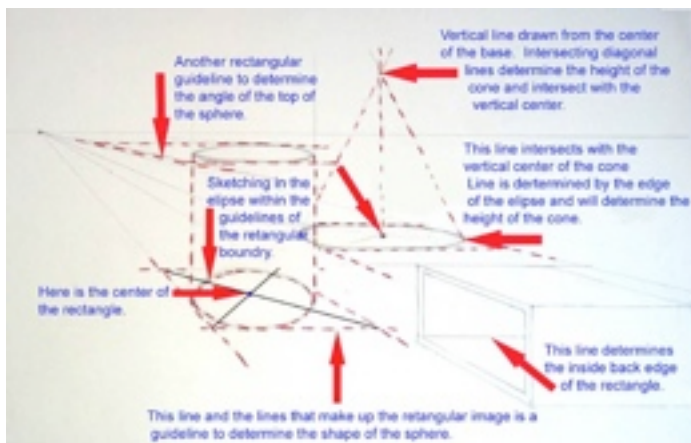 Vertical line drawn from the center
of the base. Intersecting diagonal
lines determine the height of the
cone and intersect with the
vertical center.
Another rectangular
guideline to determine
the angle of the top of
the sphere.
This line intersects with the
vertical center of the cone
Line is dertermined by the edge
of the elipse and will determine the
height of the cone.
Sketching in the
elipse within the
guidelines of
the retangular
boundry.
Here is the center of
the rectangle.
This line determines
the inside back edge
of the rectangle.
This line and the lines that make up the retangular image is a
guideline to determine the shape of the sphere.